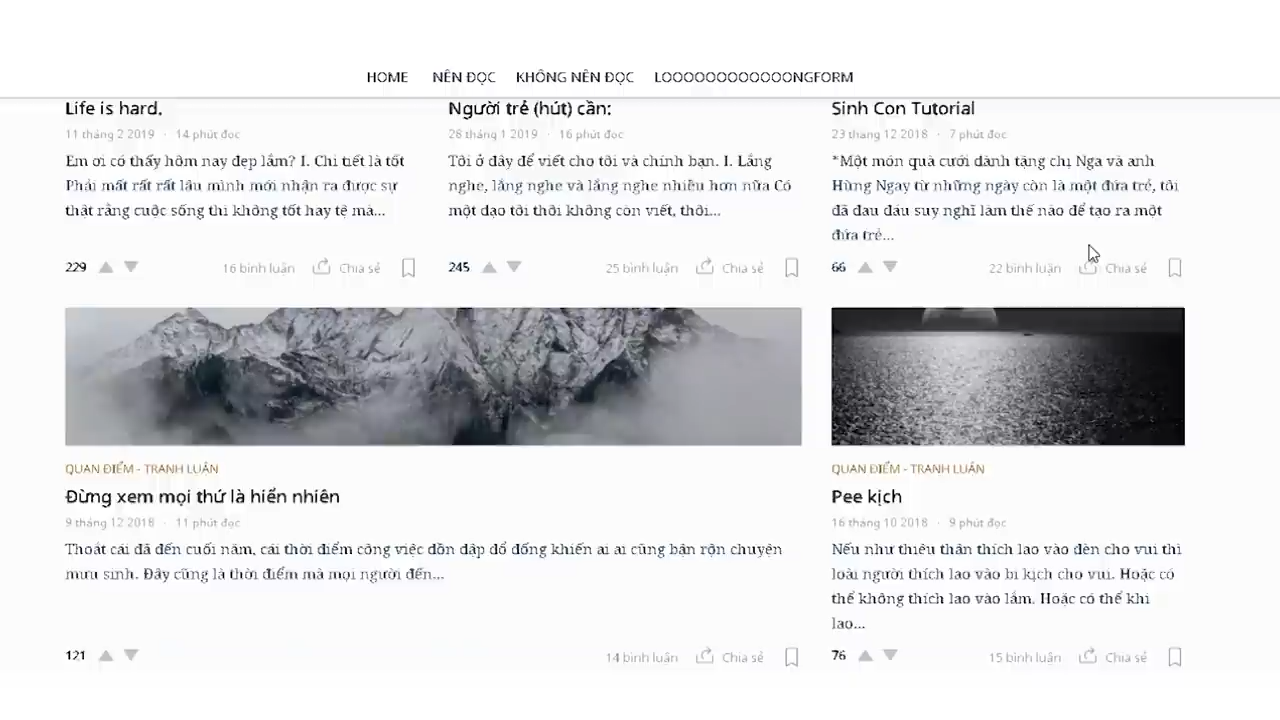 HOME NÊN ĐỌC KHÔNG NÊN ĐỌC LOOOOOOOOOOOONGFORM
Life is hard.
11 tháng 2 2019 · 14 phút đọc
Em ơi có thấy hôm nay đẹp lắm? I. Chi tiết là tốt
Phải mất rất rất lâu mình mới nhận ra được sự
thật rằng cuộc sống thì không tốt hay tệ mà...
229
16 bình luận Chia sẻ
Người trẻ (hút) cần:
28 tháng 1 2019 · 16 phút đọc
Tôi ở đây để viết cho tôi và chính bạn. I. Lắng
nghe, lắng nghe và lắng nghe nhiều hơn nữa Có
một dạo tôi thôi không còn viết, thôi...
245
25 bình luận Chia sẻ
Sinh Con Tutorial
23 tháng 12 2018 · 7 phút đọc
*Một món quà cưới dành tặng chị Nga và anh
Hùng Ngay từ những ngày còn là một đứa trẻ, tôi
đã đau đáu suy nghĩ làm thế nào để tạo ra một
đứa trẻ...
66
22 bình luận Chia sẻ
QUAN ĐIỂM - TRANH LUẬN
Đừng xem mọi thứ là hiển nhiên
9 tháng 12 2018 · 11 phút đọc
Thoắt cái đã đến cuối năm, cái thời điểm công việc dồn dập đổ đống khiến ai ai cũng bận rộn chuyện
mưu sinh. Đây cũng là thời điểm mà mọi người đến...
121
14 bình luận Chia sẻ
QUAN ĐIỂM - TRANH LUẬN
Pee kịch
16 tháng 10 2018 · 9 phút đọc
Nếu như thiêu thân thích lao vào đèn cho vui thì
loài người thích lao vào bi kịch cho vui. Hoặc có
thể không thích lao vào lắm. Hoặc có thể khi
lao...
76
15 bình luận Chia sẻ